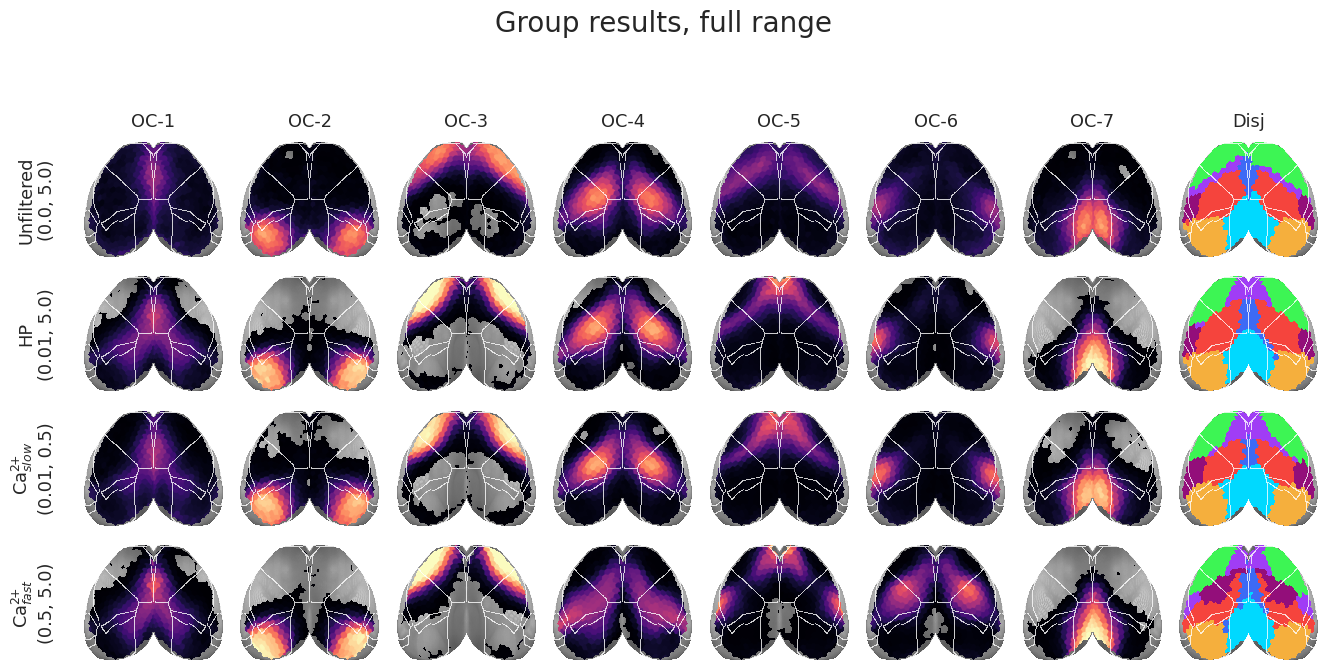 Group results, full range
OC-1 OC-2 OC-3 OC-4 OC-5 OC-6 OC-7 Disj
Unfiltered
(0.0, 5.0)
HP
(0.01, 5.0)
Ca²⁺slow
(0.01, 0.5)
Ca²⁺fast
(0.5, 5.0)